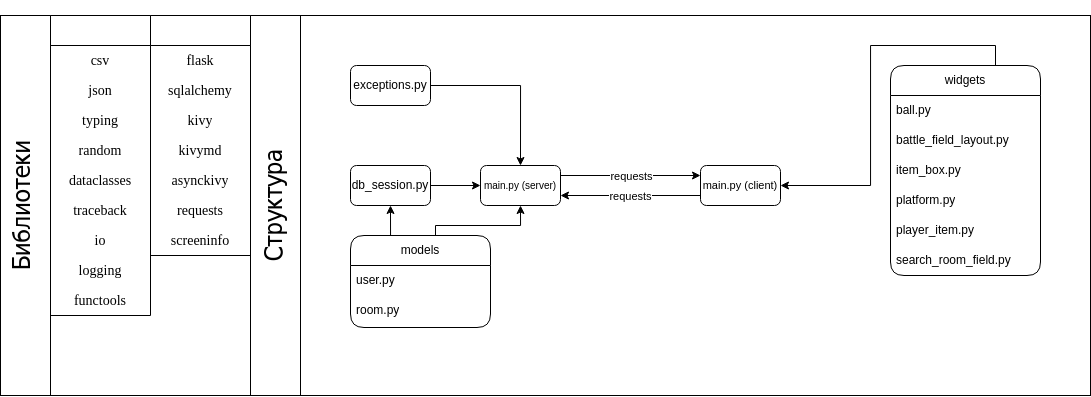 Библиотеки
csv
json
typing
random
dataclasses
traceback
io
logging
functools
flask
sqlalchemy
kivy
kivymd
asynckivy
requests
screeninfo
Структура
exceptions.py
db_session.py
main.py (server)
requests
requests
main.py (client)
models
user.py
room.py
widgets
ball.py
battle_field_layout.py
item_box.py
platform.py
player_item.py
search_room_field.py